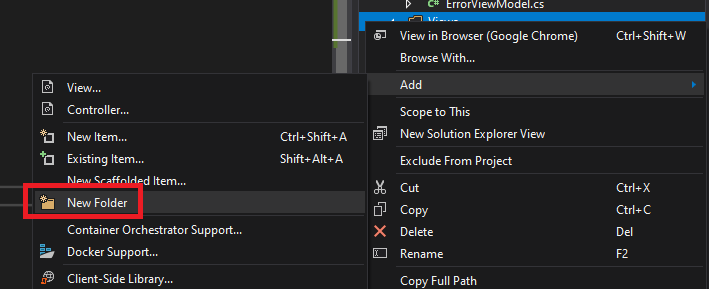 ErrorViewModel.cs
Views
View in Browser (Google Chrome) Ctrl+Shift+W
Browse With...
Add
Scope to This
New Solution Explorer View
Exclude From Project
Cut Ctrl+X
Copy Ctrl+C
Delete Del
Rename F2
Copy Full Path
View...
Controller...
New Item... Ctrl+Shift+A
Existing Item... Shift+Alt+A
New Scaffolded Item...
New Folder
Container Orchestrator Support...
Docker Support...
Client-Side Library...